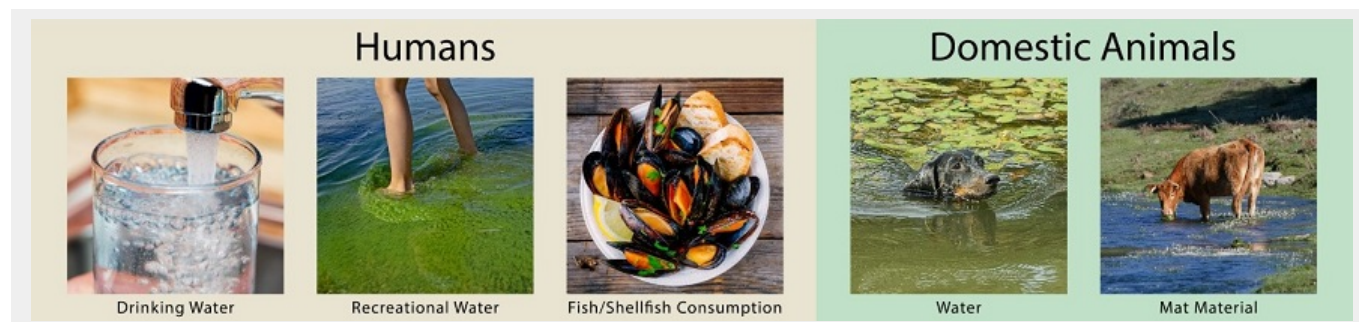 Humans
Domestic Animals
Drinking Water
Recreational Water
Fish/Shellfish Consumption
Water
Mat Material